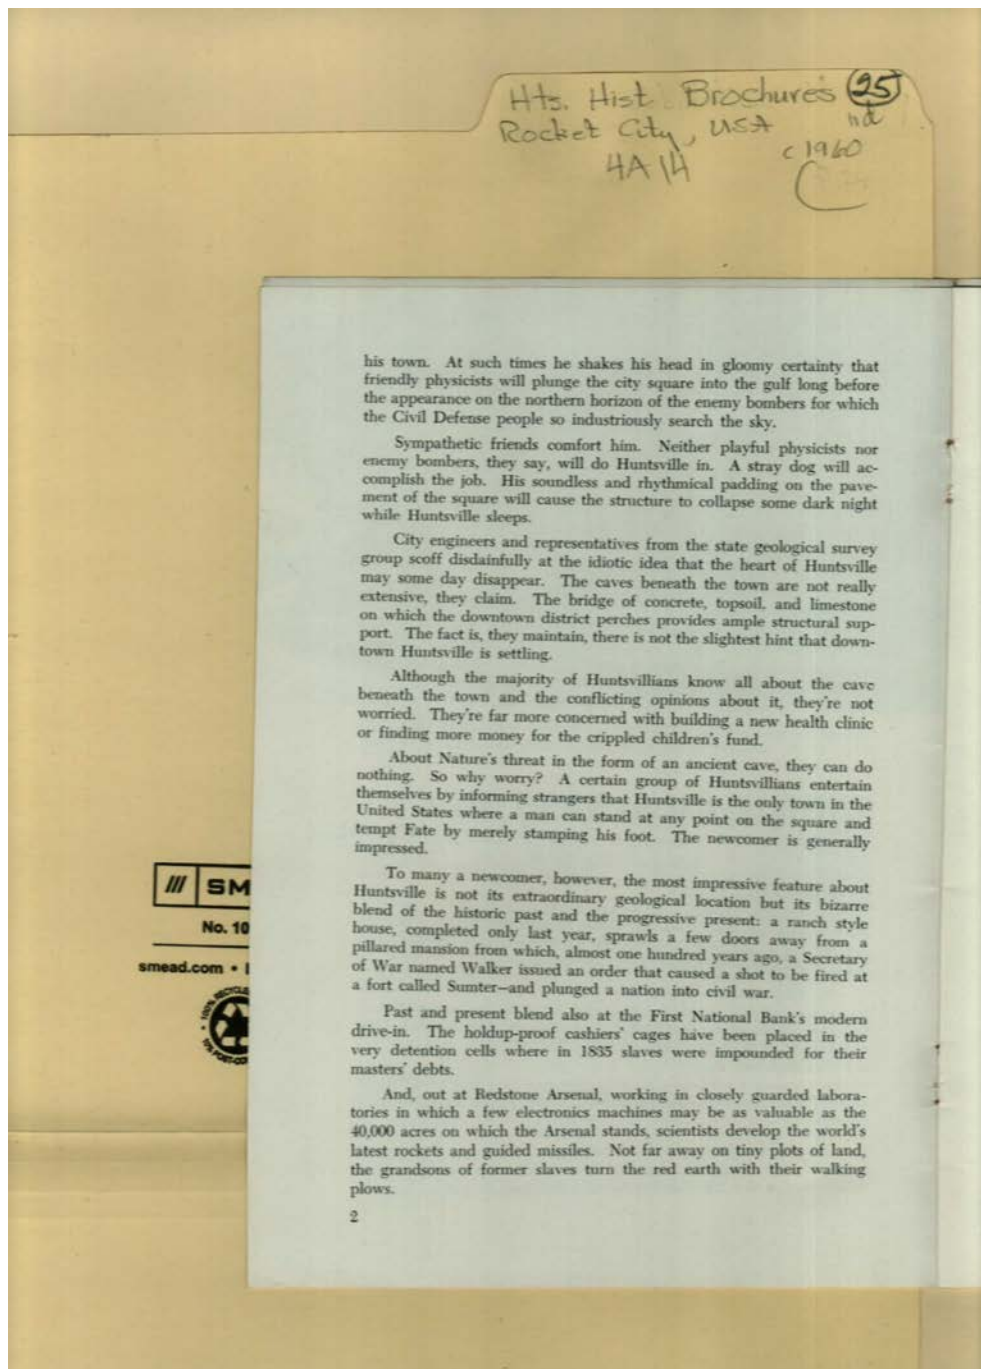 Hts. Hist Brochures 25
Rocket City, USA nd
4A14 c1960
his town. At such times he shakes his head in gloomy certainty that
friendly physicists will plunge the city square into the gulf long before
the appearance on the northern horizon of the enemy bombers for which
the Civil Defense people so industriously search the sky.
Sympathetic friends comfort him. Neither playful physicists nor
enemy bombers, they say, will do Huntsville in. A stray dog will ac-
complish the job. His soundless and rhythmical padding on the pave-
ment of the square will cause the structure to collapse some dark night
while Huntsville sleeps.
City engineers and representatives from the state geological survey
group scoff disdainfully at the idiotic idea that the heart of Huntsville
may some day disappear. The caves beneath the town are not really
extensive, they claim. The bridge of concrete, topsoil, and limestone
on which the downtown district perches provides ample structural sup-
port. The fact is, they maintain, there is not the slightest hint that down-
town Huntsville is settling.
Although the majority of Huntsvillians know all about the cave
beneath the town and the conflicting opinions about it, they're not
worried. They're far more concerned with building a new health clinic
or finding more money for the crippled children's fund.
About Nature's threat in the form of an ancient cave, they can do
nothing. So why worry? A certain group of Huntsvillians entertain
themselves by informing strangers that Huntsville is the only town in the
United States where a man can stand at any point on the square and
tempt Fate by merely stamping his foot. The newcomer is generally
impressed.
To many a newcomer, however, the most impressive feature about
Huntsville is not its extraordinary geological location but its bizarre
blend of the historic past and the progressive present: a ranch style
house, completed only last year, sprawls a few doors away from a
pillared mansion from which, almost one hundred years ago, a Secretary
of War named Walker issued an order that caused a shot to be fired at
a fort called Sumter—and plunged a nation into civil war.
Past and present blend also at the First National Bank's modern
drive-in. The holdup-proof cashiers' cages have been placed in the
very detention cells where in 1835 slaves were impounded for their
masters' debts.
And, out at Redstone Arsenal, working in closely guarded labora-
tories in which a few electronics machines may be as valuable as the
40,000 acres on which the Arsenal stands, scientists develop the world's
latest rockets and guided missiles. Not far away on tiny plots of land,
the grandsons of former slaves turn the red earth with their walking
plows.
2
SM
No. 10
smead.com •
100% RECYCL
10% POST-CO